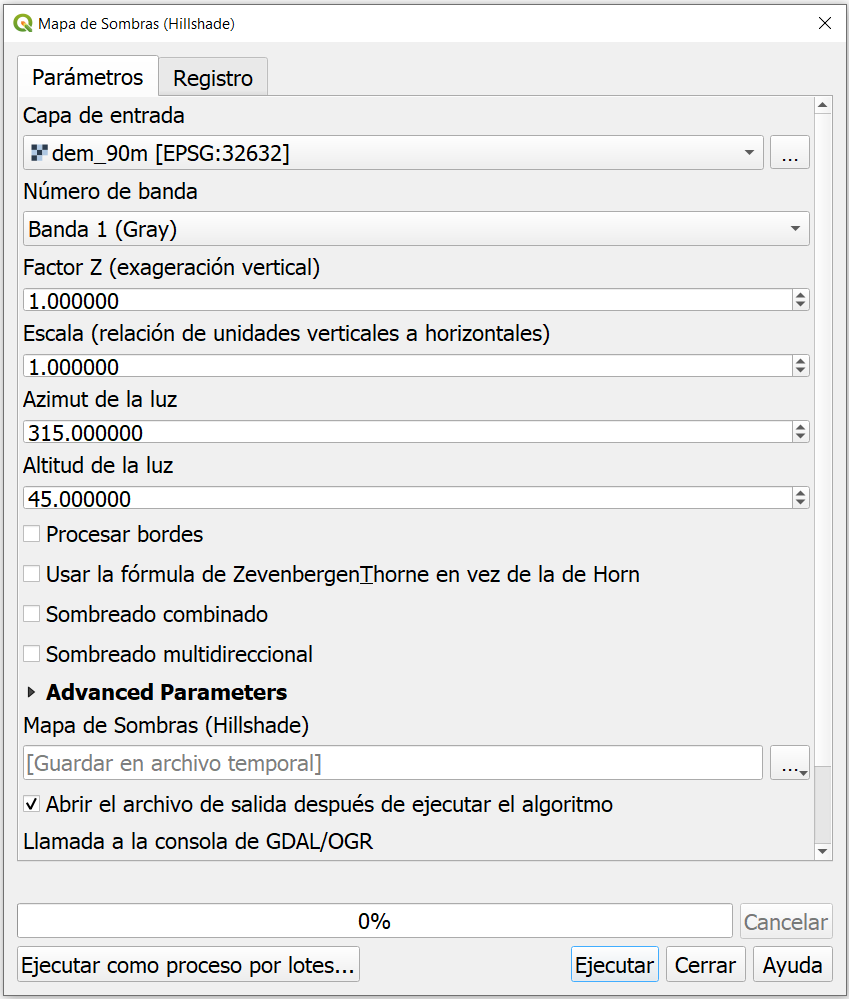 Mapa de Sombras (Hillshade)
Parámetros
Registro
Capa de entrada
dem_90m [EPSG:32632]
...
Número de banda
Banda 1 (Gray)
Factor Z (exageración vertical)
1.000000
Escala (relación de unidades verticales a horizontales)
1.000000
Azimut de la luz
315.000000
Altitud de la luz
45.000000
Procesar bordes
Usar la fórmula de ZevenbergenThorne en vez de la de Horn
Sombreado combinado
Sombreado multidireccional
Advanced Parameters
Mapa de Sombras (Hillshade)
[Guardar en archivo temporal]
...
Abrir el archivo de salida después de ejecutar el algoritmo
Llamada a la consola de GDAL/OGR
0%
Cancelar
Ejecutar como proceso por lotes...
Ejecutar
Cerrar
Ayuda